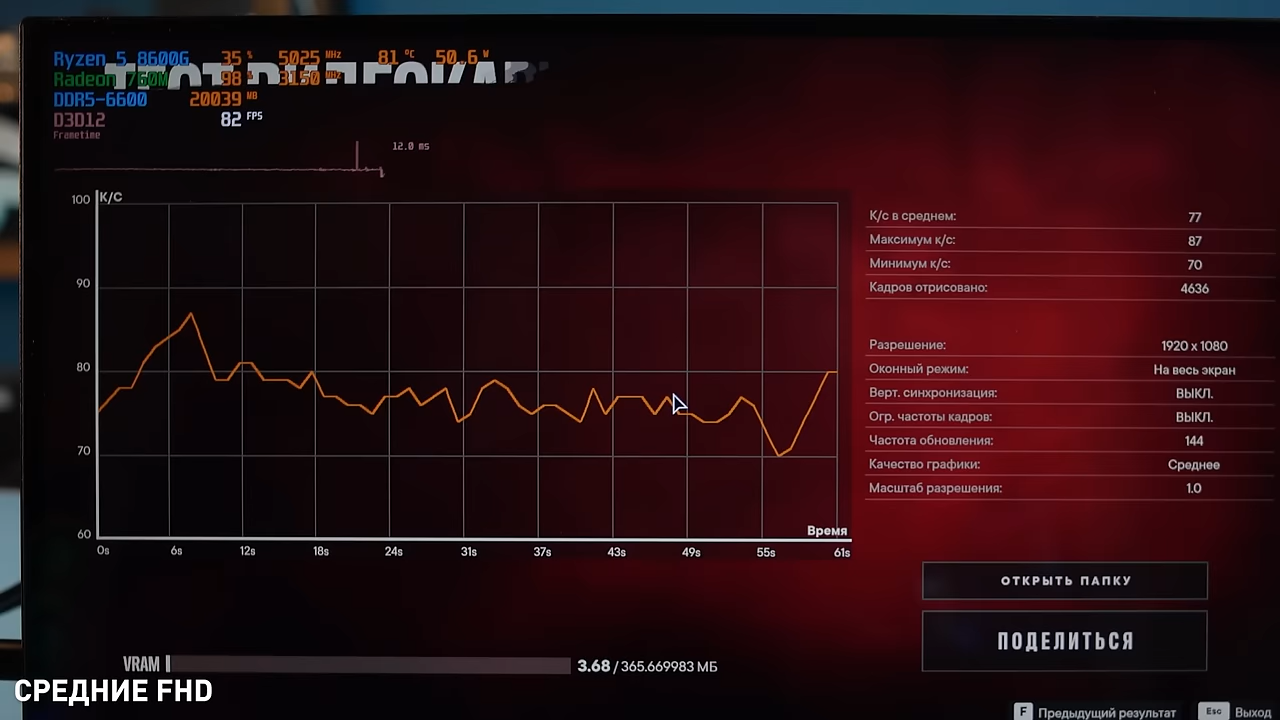 Ryzen 5 8600G 35 % 5025 MHz 81 °C 50.6 W
Radeon 760M 98 % 3150 MHz
DDR5-6600 20039 MB
D3D12 82 FPS
Frametime
12.0 ms
К/С
100
90
80
70
60
0s 6s 12s 18s 24s 31s 37s 43s 49s 55s 61s
Время
К/с в среднем: 77
Максимум к/с: 87
Минимум к/с: 70
Кадров отрисовано: 4636
Разрешение: 1920 x 1080
Оконный режим: На весь экран
Верт. синхронизация: ВЫКЛ.
Огр. частоты кадров: ВЫКЛ.
Частота обновления: 144
Качество графики: Среднее
Масштаб разрешения: 1.0
ОТКРЫТЬ ПАПКУ
ПОДЕЛИТЬСЯ
VRAM 3.68 / 365.669983 МБ
СРЕДНИЕ FHD
F Предыдущий результат Esc Выход